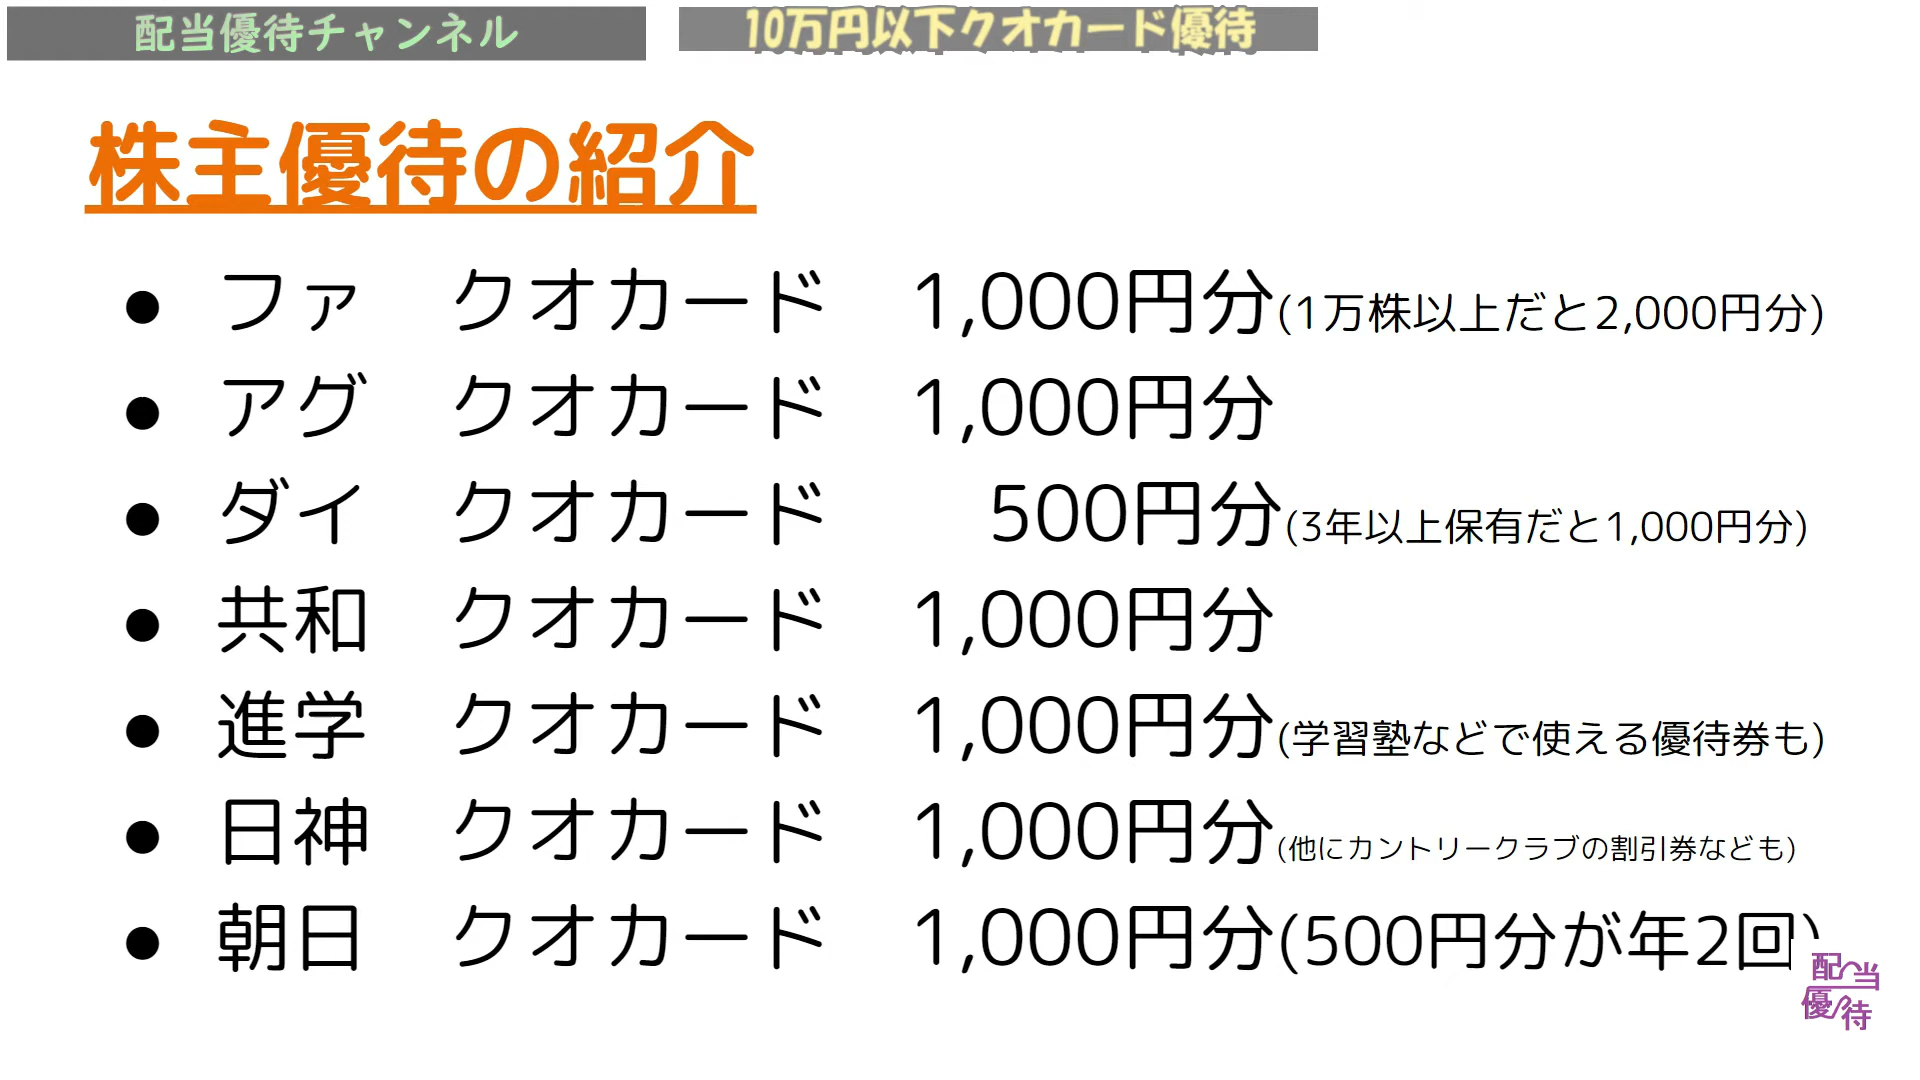 配当優待チャンネル
10万円以下クオカード優待
株主優待の紹介
● ファ　クオカード　1,000円分(1万株以上だと2,000円分)
● アグ　クオカード　1,000円分
● ダイ　クオカード　500円分(3年以上保有だと1,000円分)
● 共和　クオカード　1,000円分
● 進学　クオカード　1,000円分(学習塾などで使える優待券も)
● 日神　クオカード　1,000円分(他にカントリークラブの割引券なども)
● 朝日　クオカード　1,000円分(500円分が年2回)
配当
優待